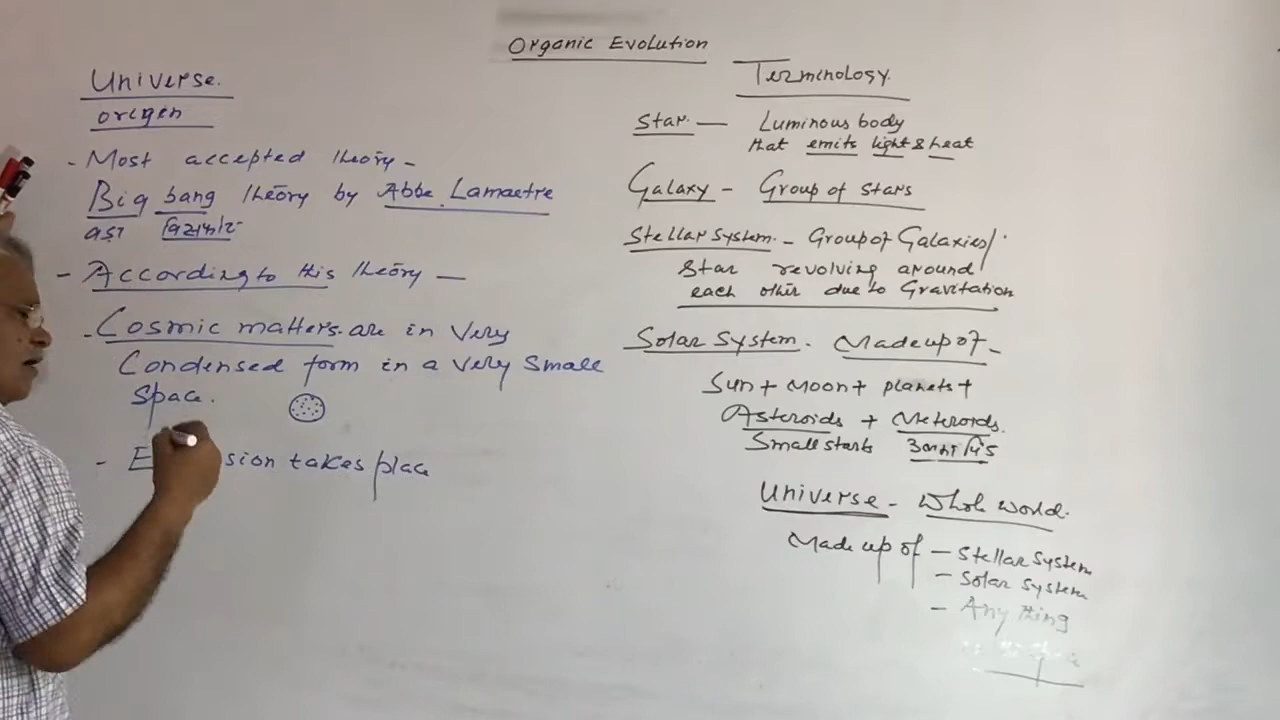 Organic Evolution
Universe.
origin
- Most accepted theory -
Big bang theory by Abbe Lamaetre
- According to this theory —
- Cosmic matters are in very
Condensed form in a very small
space.
- sion takes place
Terminology.
Star. — Luminous body
that emits light & heat
Galaxy - Group of stars
Stellar system. - Group of Galaxies/
Star revolving around
each other due to Gravitation
Solar system. Made up of -
Sun + Moon + planets +
Asteroids + Meteroids.
Small starts
Universe - Whole world.
Made up of - Stellar system
- Solar system
- Any thing